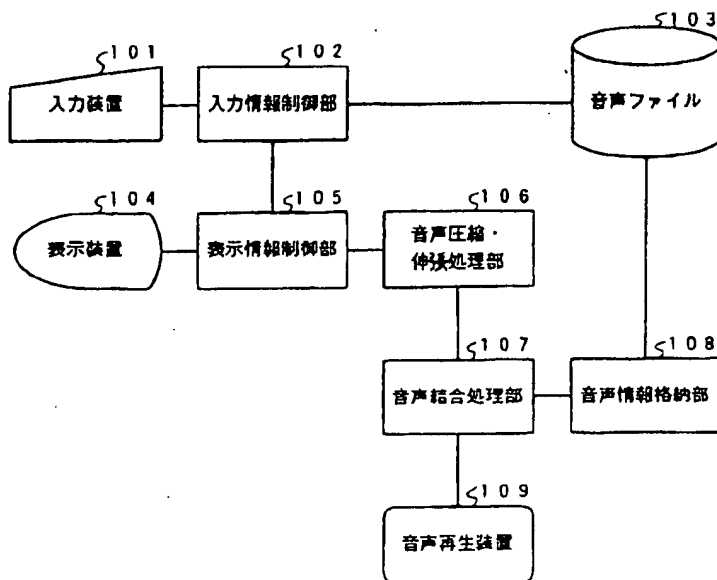 101
入力装置
102
入力情報制御部
103
音声ファイル
104
表示装置
105
表示情報制御部
106
音声圧縮・
伸張処理部
107
音声結合処理部
108
音声情報格納部
109
音声再生装置